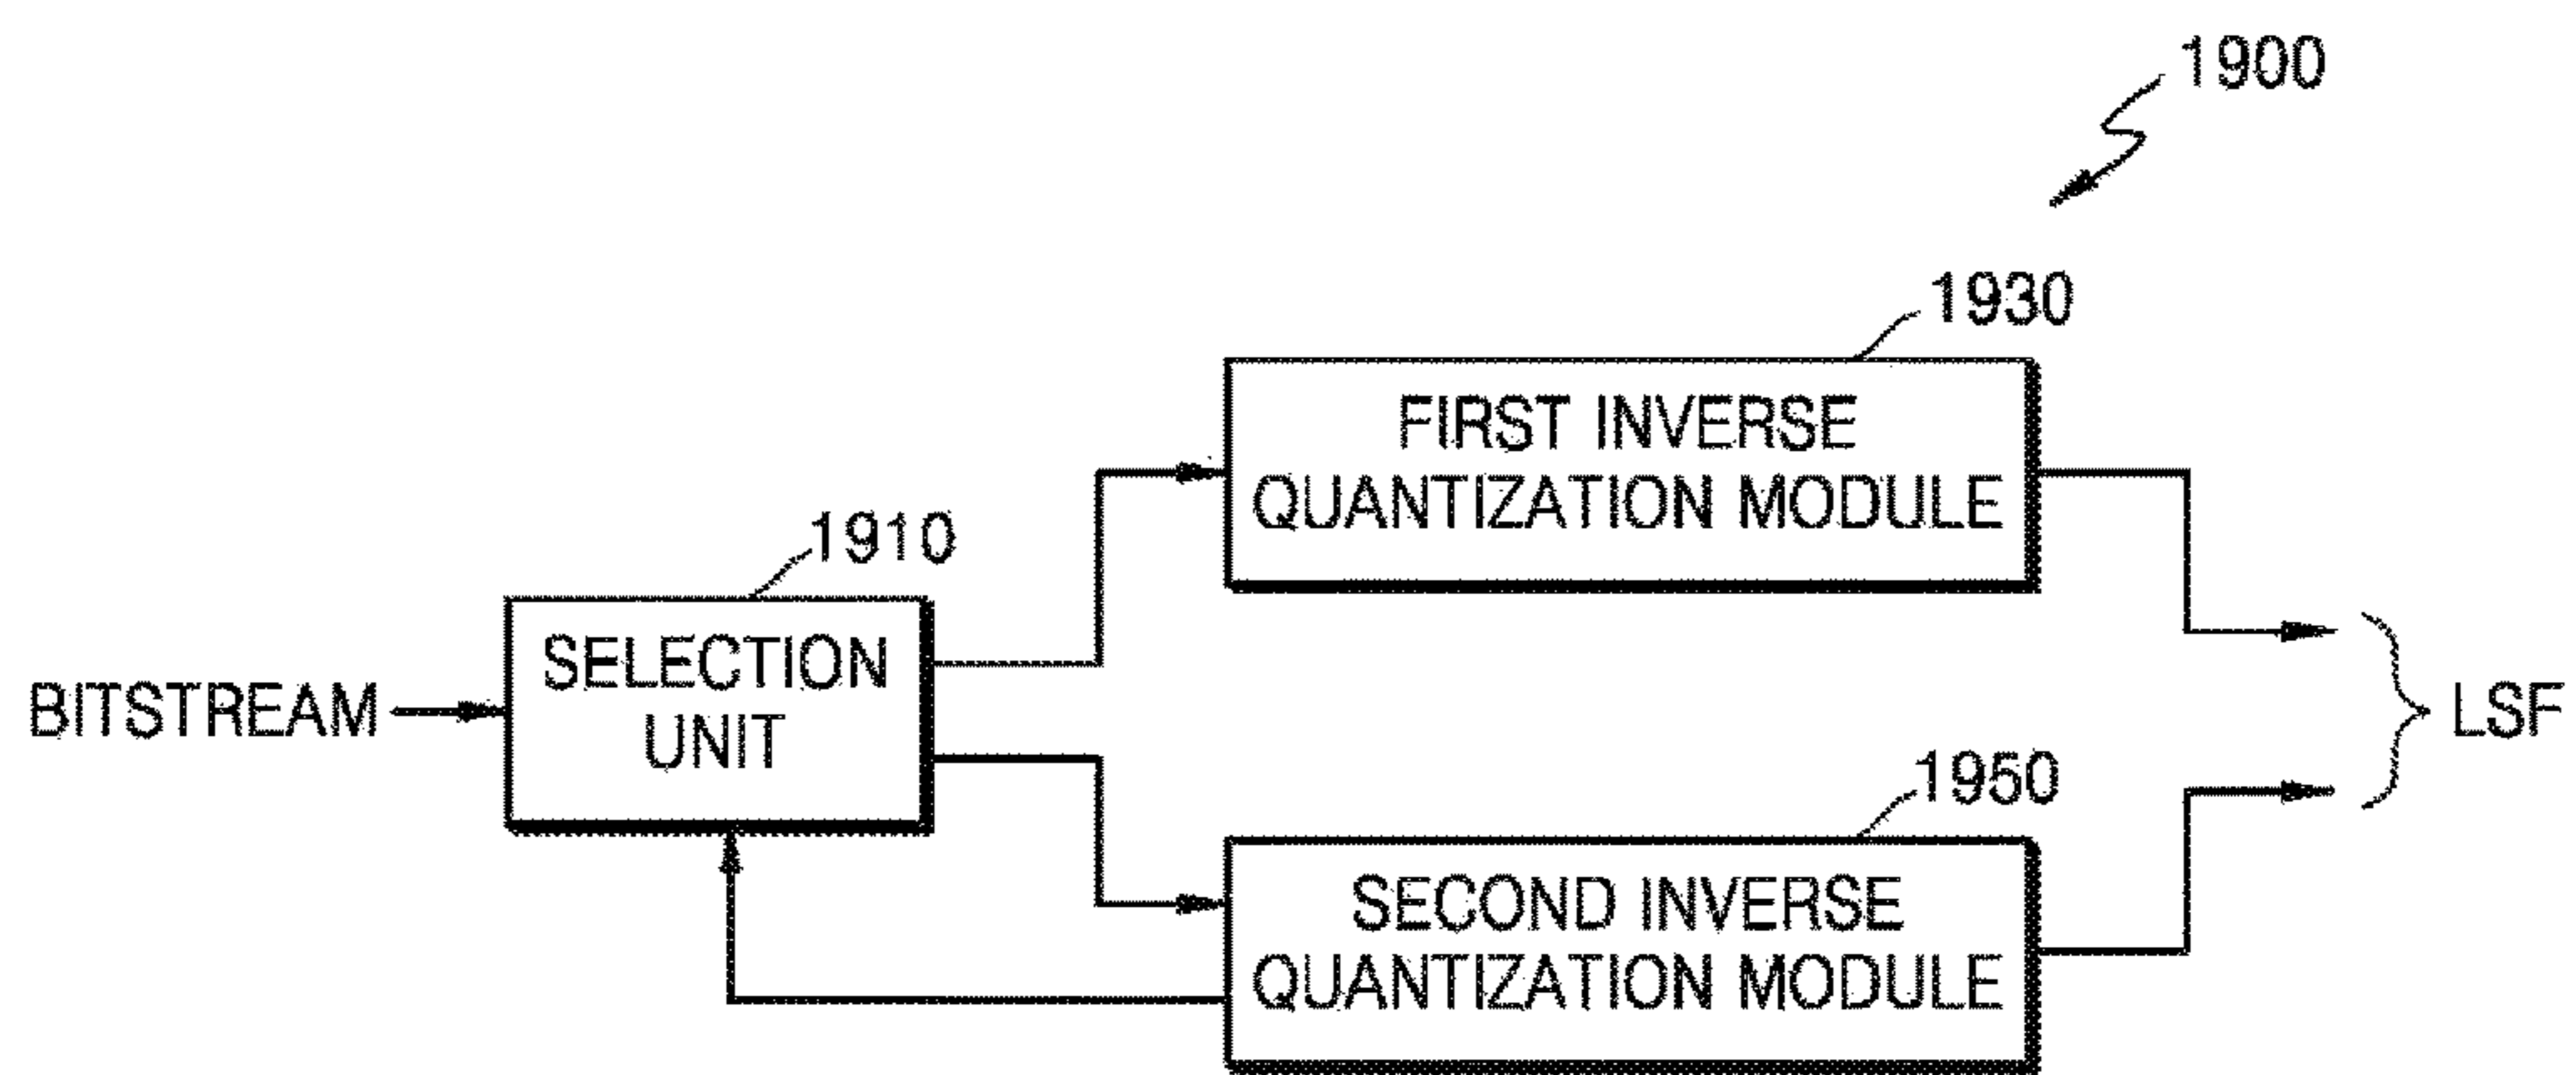 1900
1930
FIRST INVERSE
QUANTIZATION MODULE
1910
SELECTION
UNIT
BITSTREAM
LSF
1950
SECOND INVERSE
QUANTIZATION MODULE